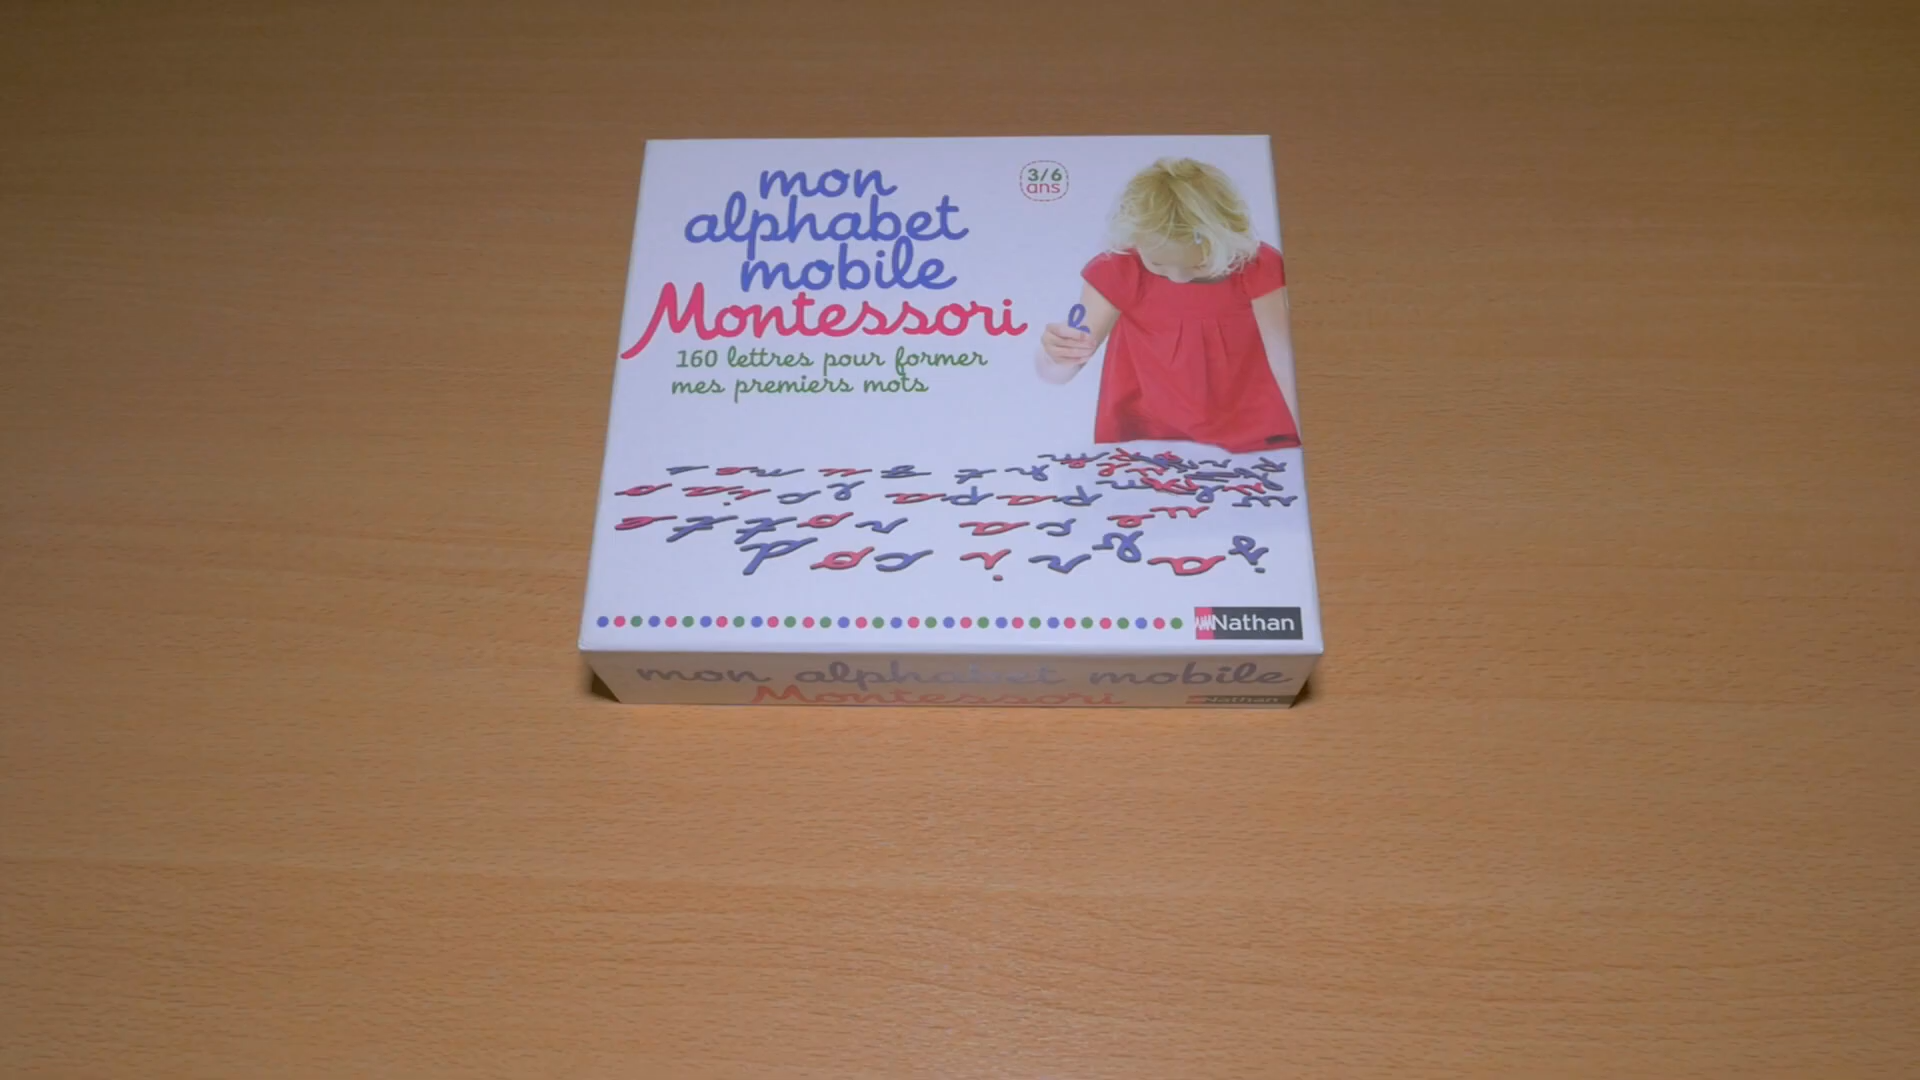 mon
alphabet
mobile
Montessori
160 lettres pour former
mes premiers mots
3/6
ans
Nathan
mon alphabet mobile
Montessori
Nathan